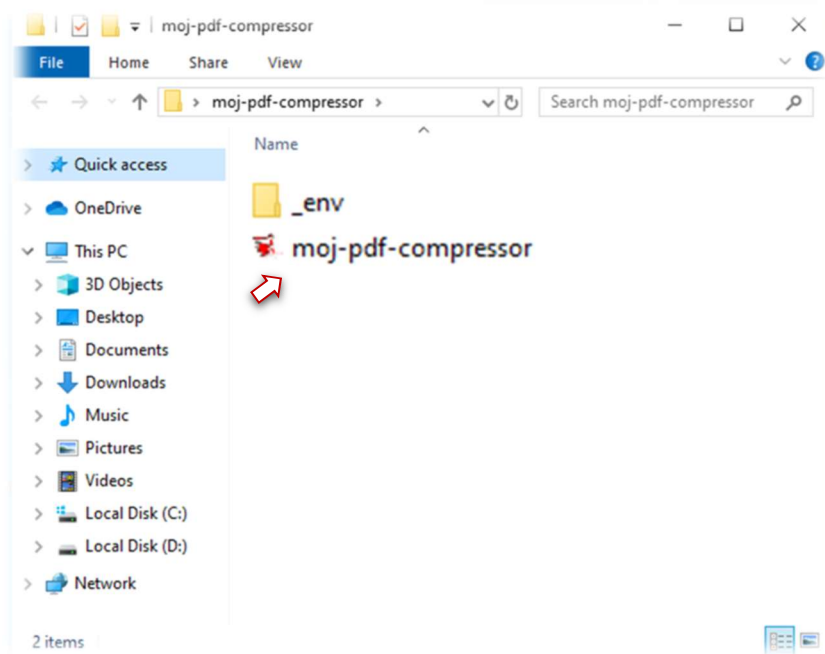 moj-pdf-compressor
File Home Share View
moj-pdf-compressor Search moj-pdf-compressor
Name
Quick access
_env
OneDrive
moj-pdf-compressor
This PC
3D Objects
Desktop
Documents
Downloads
Music
Pictures
Videos
Local Disk (C:)
Local Disk (D:)
Network
2 items